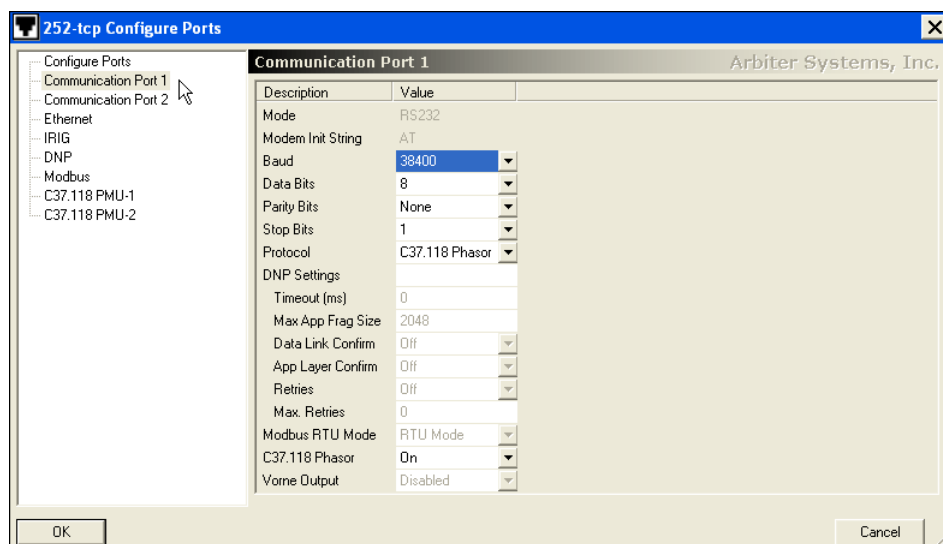 252-tcp Configure Ports
Configure Ports
Communication Port 1
Communication Port 2
Ethernet
IRIG
DNP
Modbus
C37.118 PMU-1
C37.118 PMU-2
Communication Port 1 Arbiter Systems, Inc.
Description Value
Mode RS232
Modem Init String AT
Baud 38400
Data Bits 8
Parity Bits None
Stop Bits 1
Protocol C37.118 Phasor
DNP Settings
Timeout (ms) 0
Max App Frag Size 2048
Data Link Confirm Off
App Layer Confirm Off
Retries Off
Max. Retries 0
Modbus RTU Mode RTU Mode
C37.118 Phasor On
Vorne Output Disabled
OK Cancel